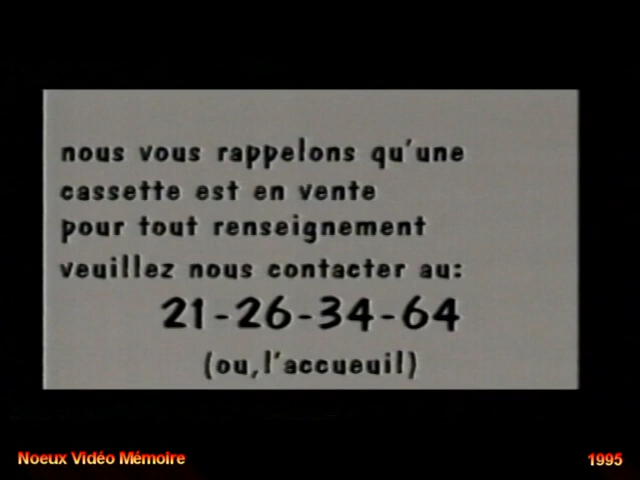 nous vous rappelons qu'une
cassette est en vente
pour tout renseignement
veuillez nous contacter au:
21-26-34-64
(ou,l'accueuil)
Noeux Vidéo Mémoire
1995